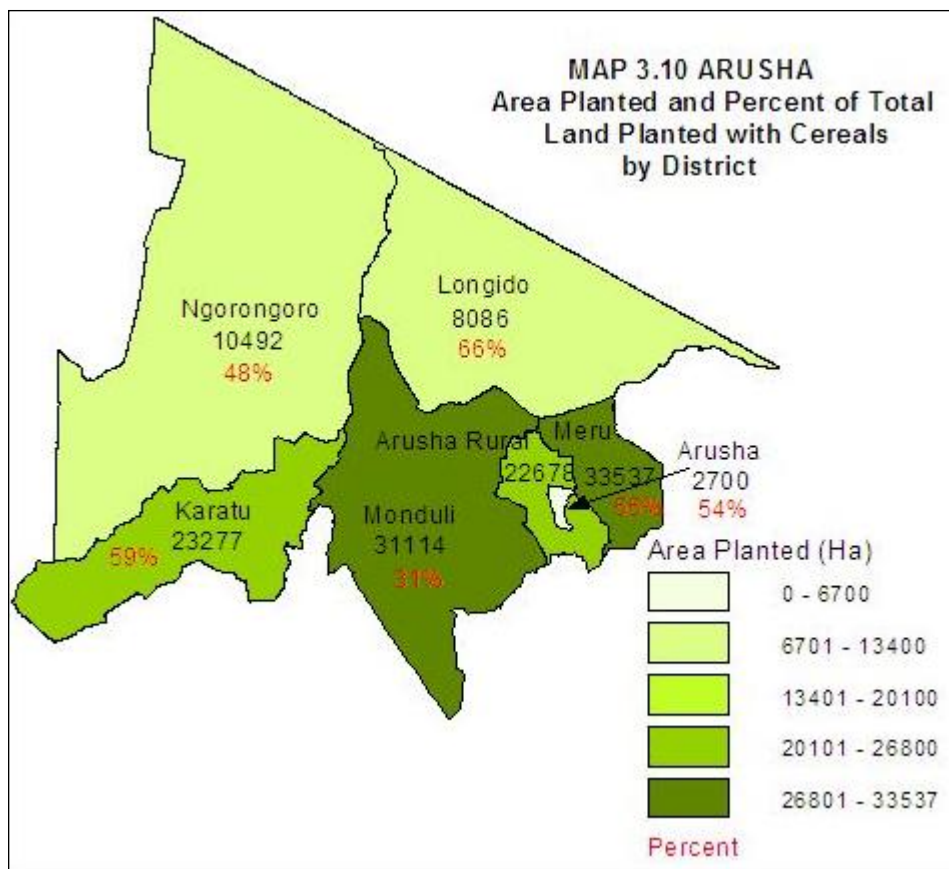 MAP 3.10 ARUSHA
Area Planted and Percent of Total
Land Planted with Cereals
by District
Ngorongoro
10492
48%
Longido
8086
66%
Arusha Rural
22678
Meru
33537
Arusha
2700
54%
Karatu
23277
59%
Monduli
31114
31%
Area Planted (Ha)
0 - 6700
6701 - 13400
13401 - 20100
20101 - 26800
26801 - 33537
Percent